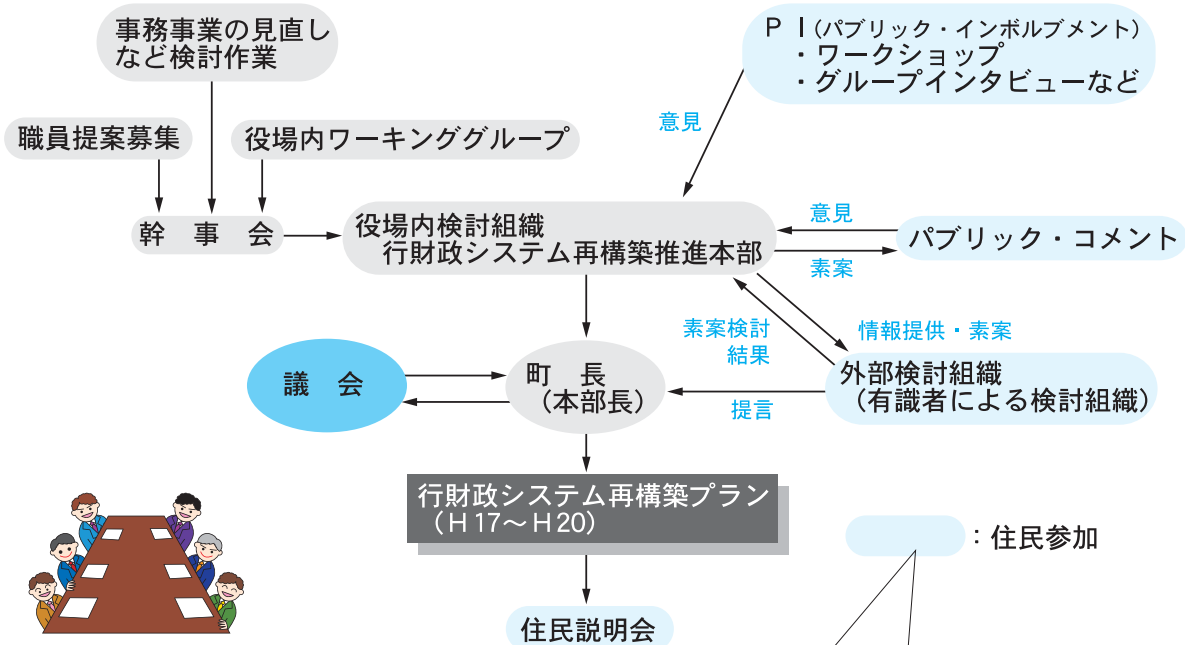 事務事業の見直し
など検討作業
PI(パブリック・インボルブメント)
・ワークショップ
・グループインタビューなど
職員提案募集
役場内ワーキンググループ
意見
幹 事 会
役場内検討組織
行財政システム再構築推進本部
意見
素案
パブリック・コメント
素案検討
結果
情報提供・素案
議 会
町 長
(本部長)
提言
外部検討組織
(有識者による検討組織)
行財政システム再構築プラン
(H17〜H20)
:住民参加
住民説明会